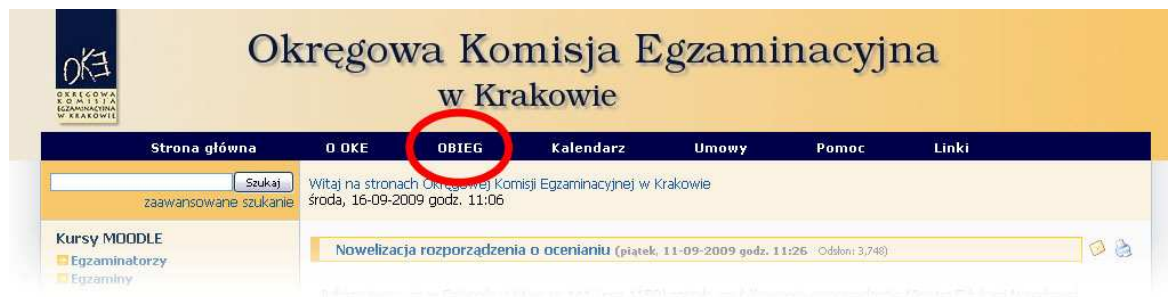 OKE
OKRĘGOWA
KOMISJA
EGZAMINACYJNA
W KRAKOWIE
Okręgowa Komisja Egzaminacyjna
w Krakowie
Strona główna O OKE OBIEG Kalendarz Umowy Pomoc Linki
Szukaj
zaawansowane szukanie
Witaj na stronach Okręgowej Komisji Egzaminacyjnej w Krakowie
środa, 16-09-2009 godz. 11:06
Kursy MOODLE
Egzaminatorzy
Egzaminy
Nowelizacja rozporządzenia o ocenianiu (piątek, 11-09-2009 godz. 11:26 Odsłon: 3,748)